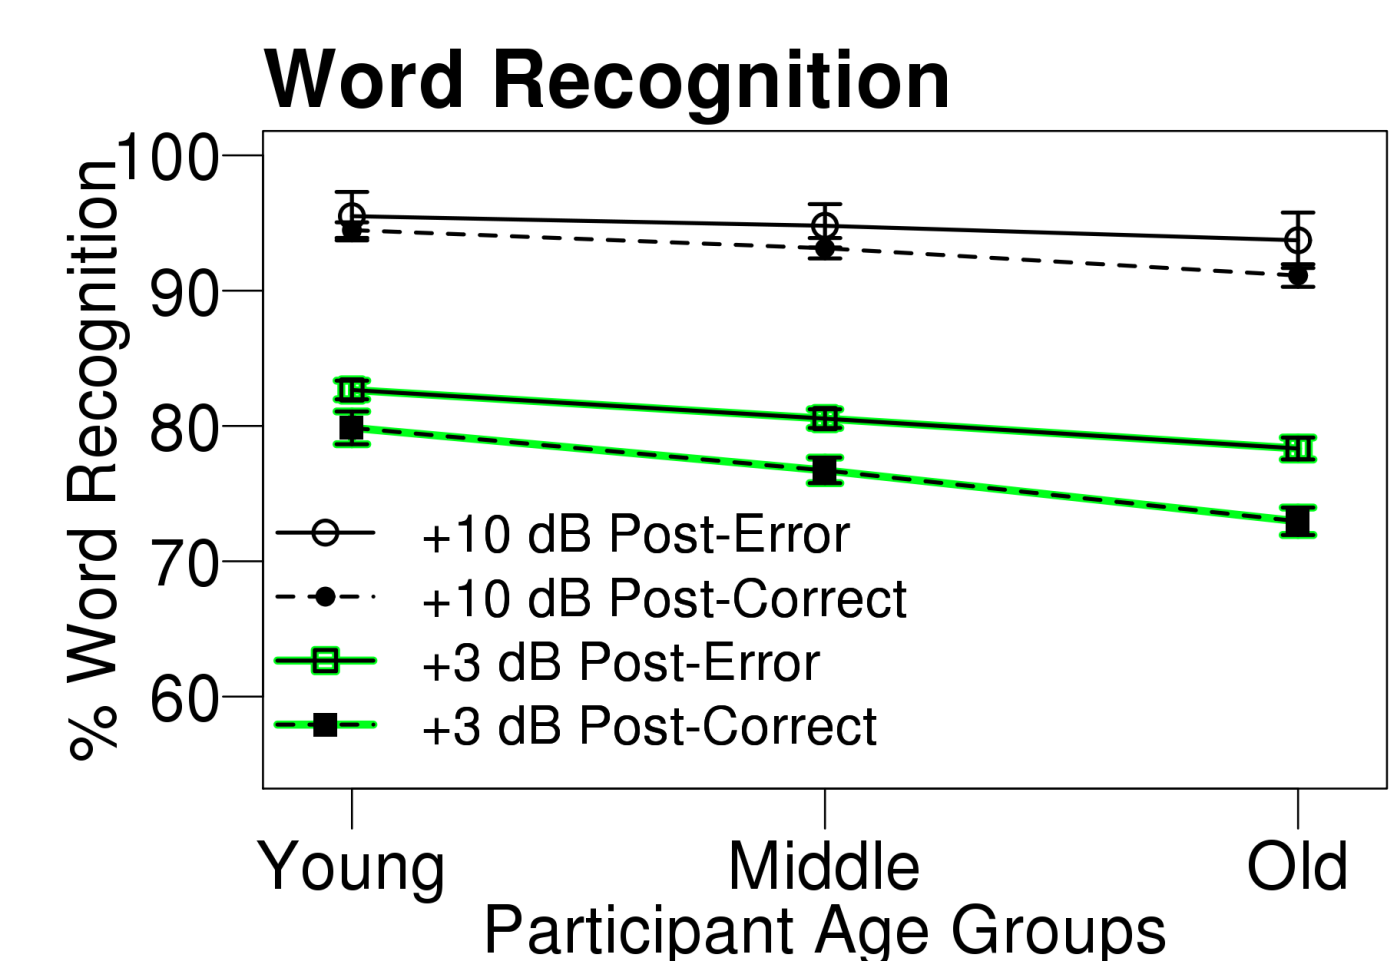 Word Recognition
% Word Recognition
100
90
80
70
60
+10 dB Post-Error
+10 dB Post-Correct
+3 dB Post-Error
+3 dB Post-Correct
Young Middle Old
Participant Age Groups